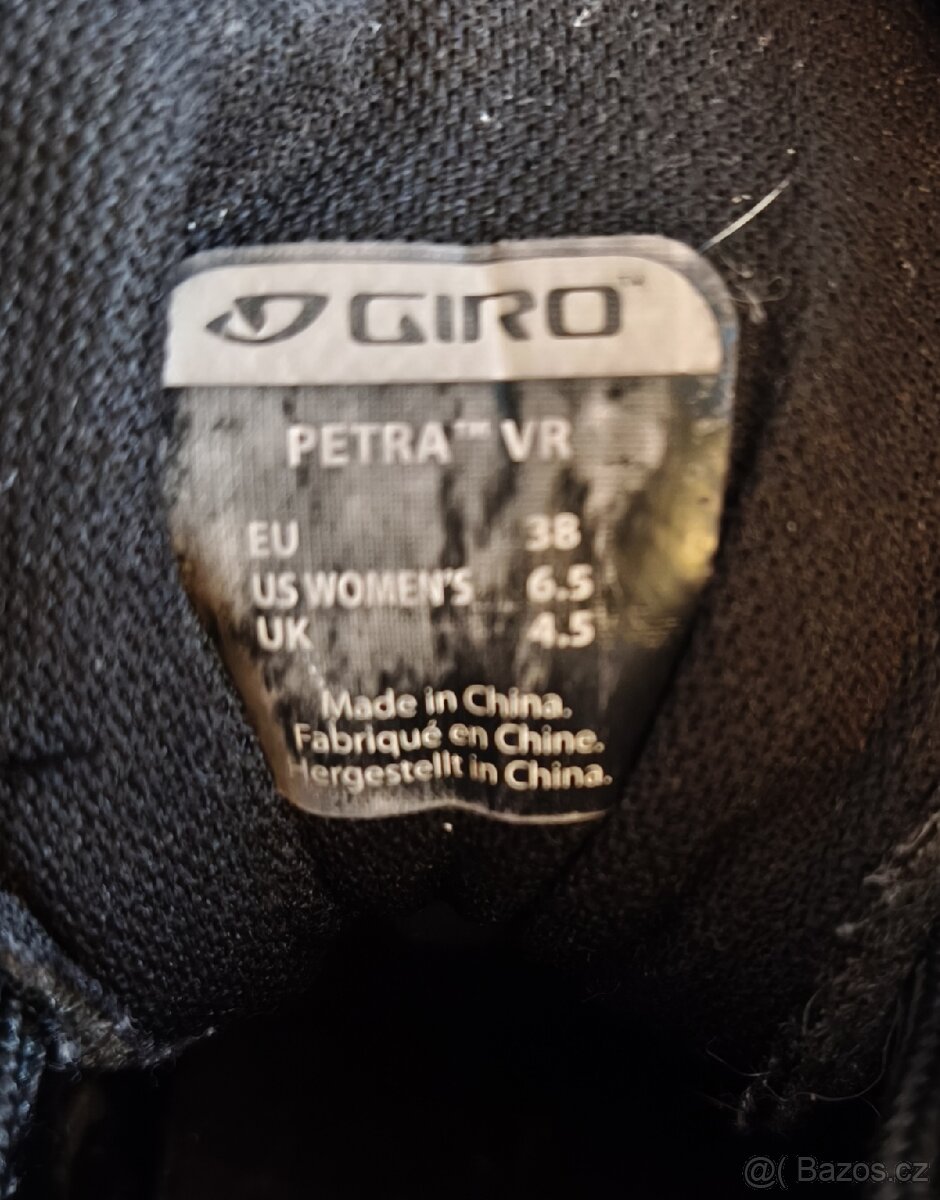 GIRO™
PETRA™ VR
EU 38
US WOMEN'S 6.5
UK 4.5
Made in China.
Fabriqué en Chine.
Hergestellt in China.
@( Bazos.cz